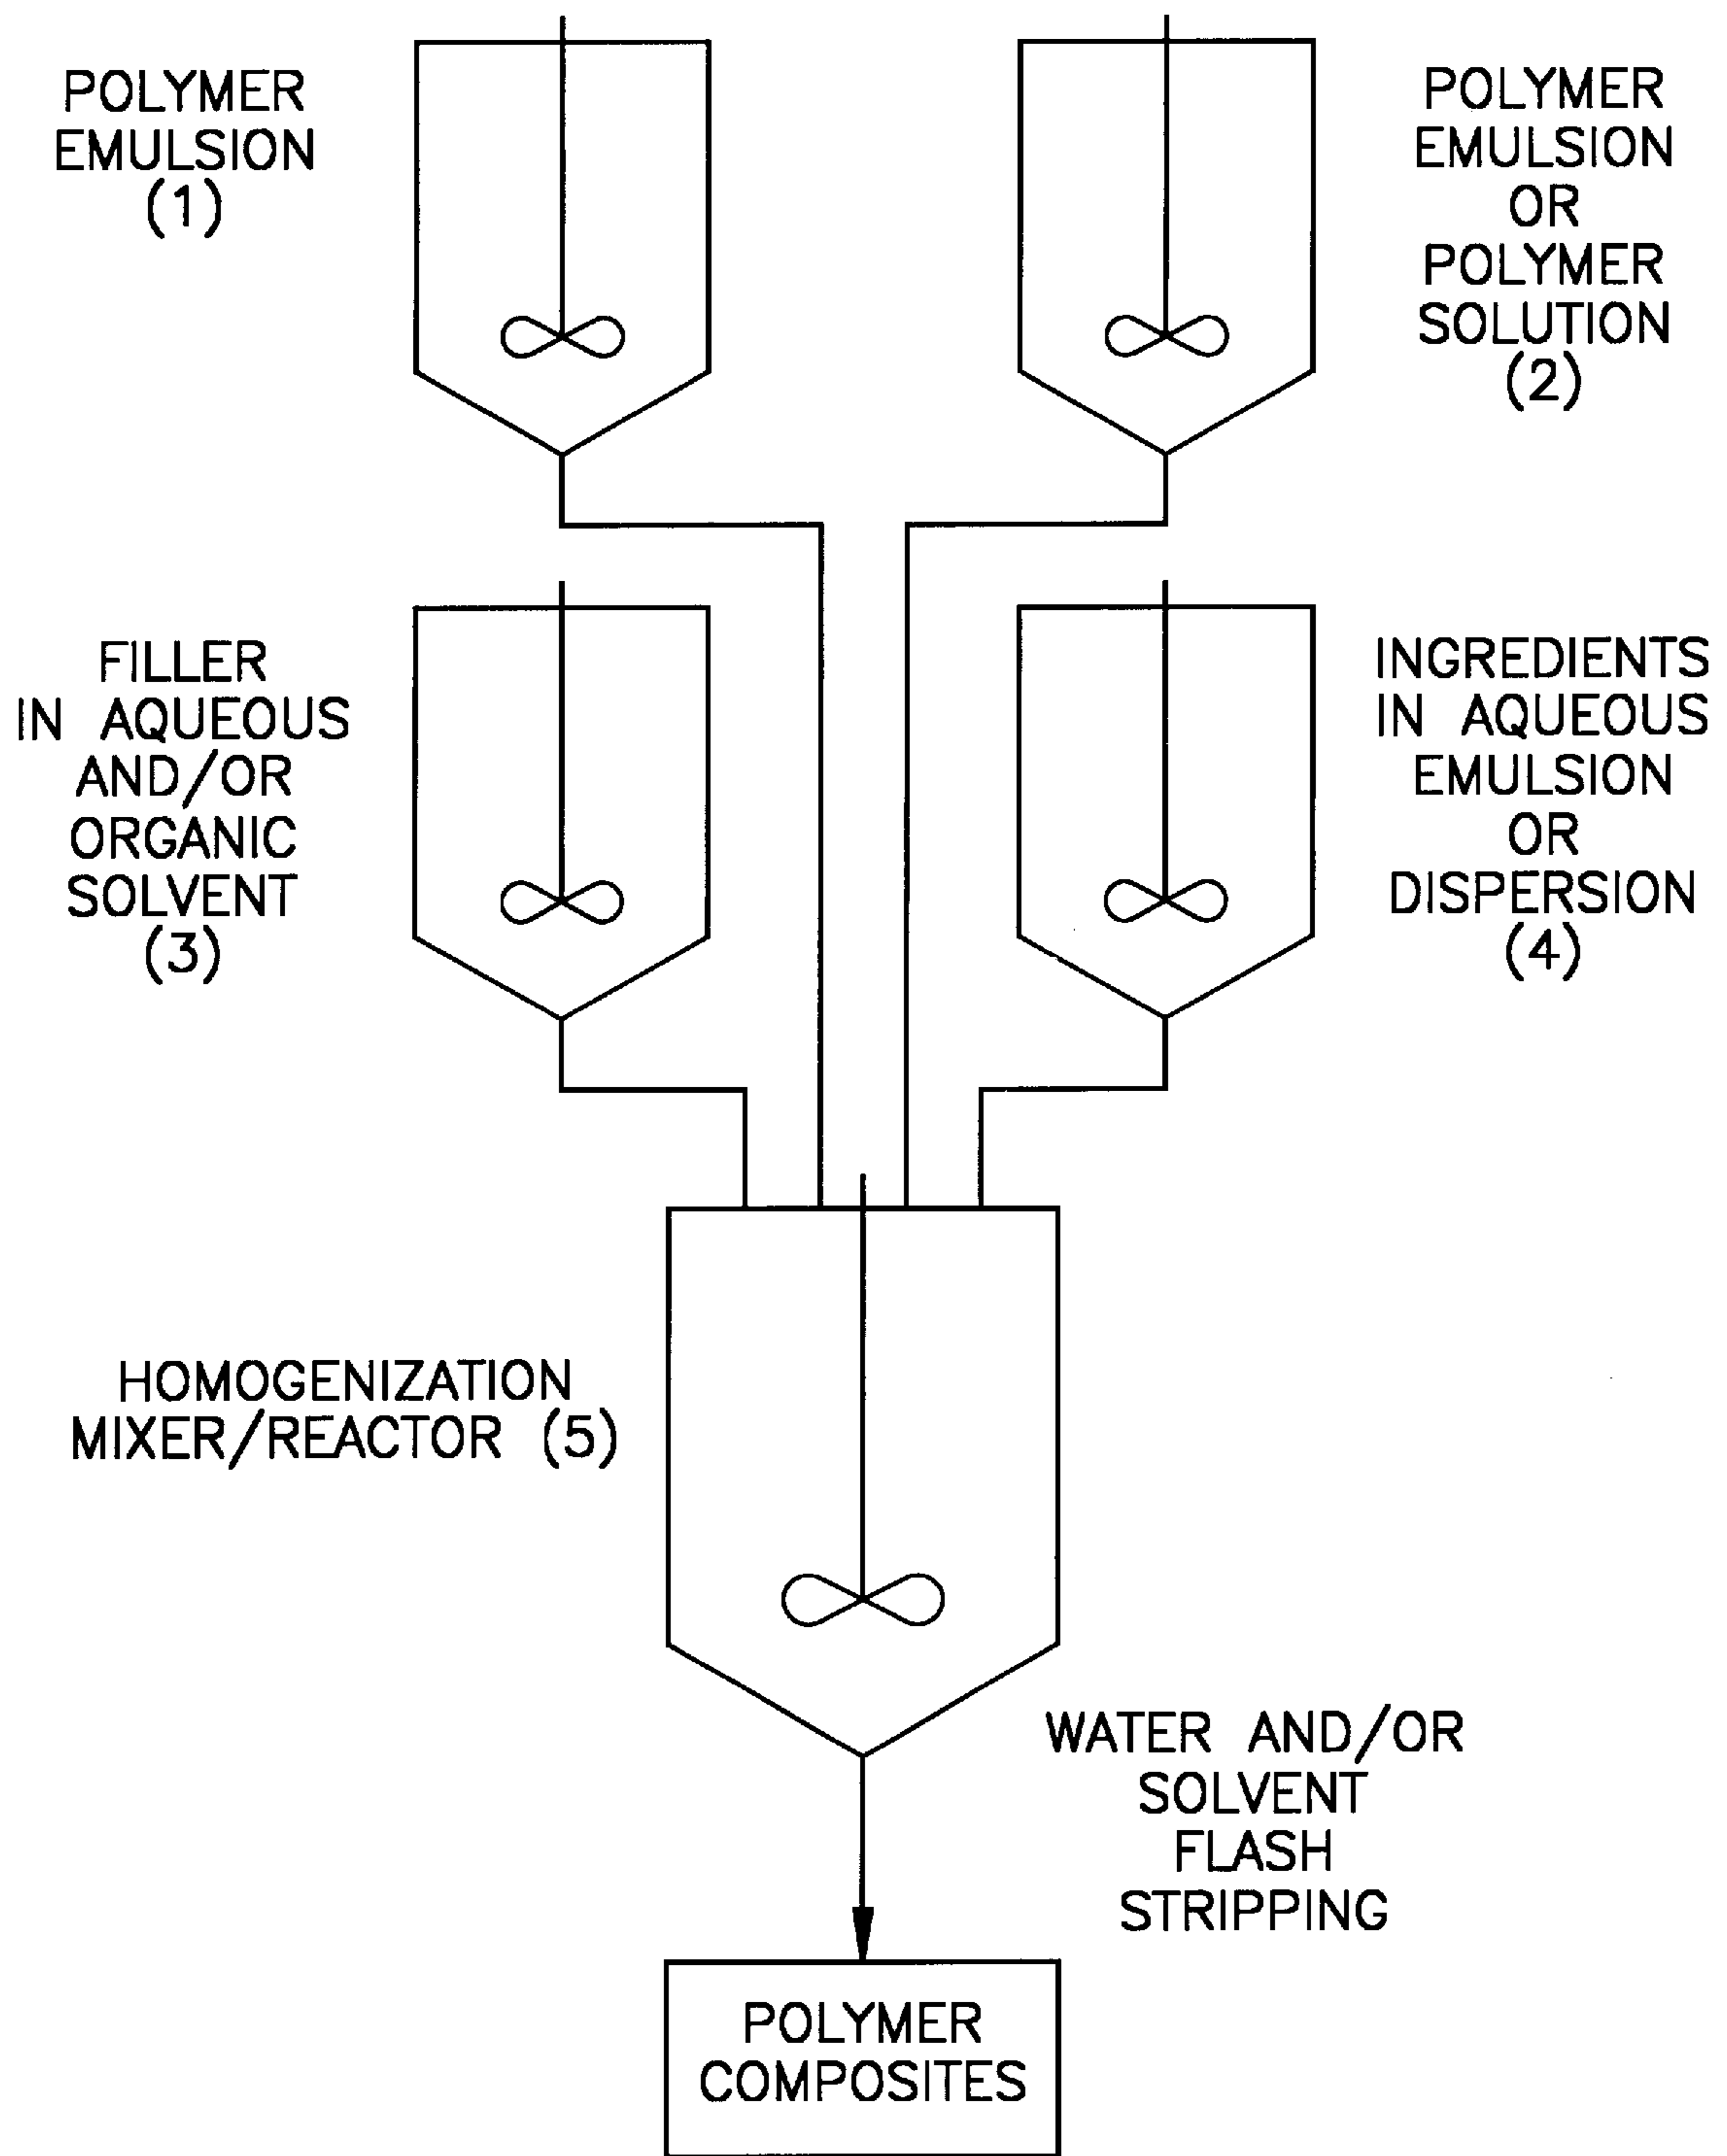 POLYMER
EMULSION
(1)
POLYMER
EMULSION
OR
POLYMER
SOLUTION
(2)
FILLER
IN AQUEOUS
AND/OR
ORGANIC
SOLVENT
(3)
INGREDIENTS
IN AQUEOUS
EMULSION
OR
DISPERSION
(4)
HOMOGENIZATION
MIXER/REACTOR (5)
WATER AND/OR
SOLVENT
FLASH
STRIPPING
POLYMER
COMPOSITES